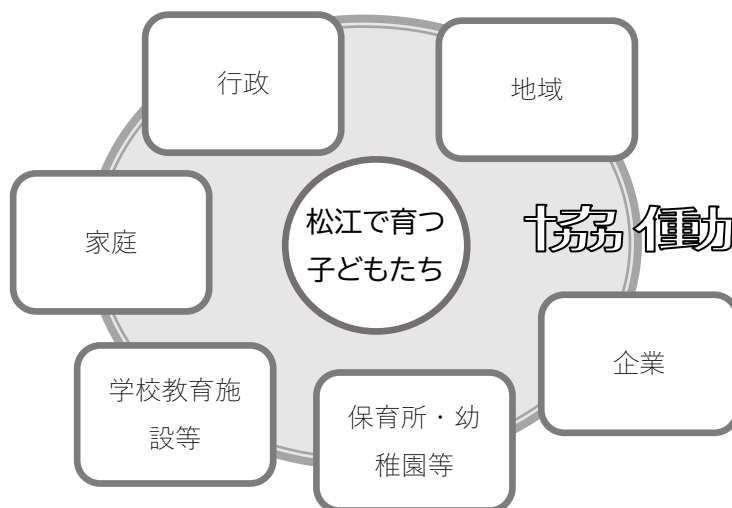 行政
地域
家庭
松江で育つ
子どもたち
協働
企業
学校教育施
設等
保育所・幼
稚園等